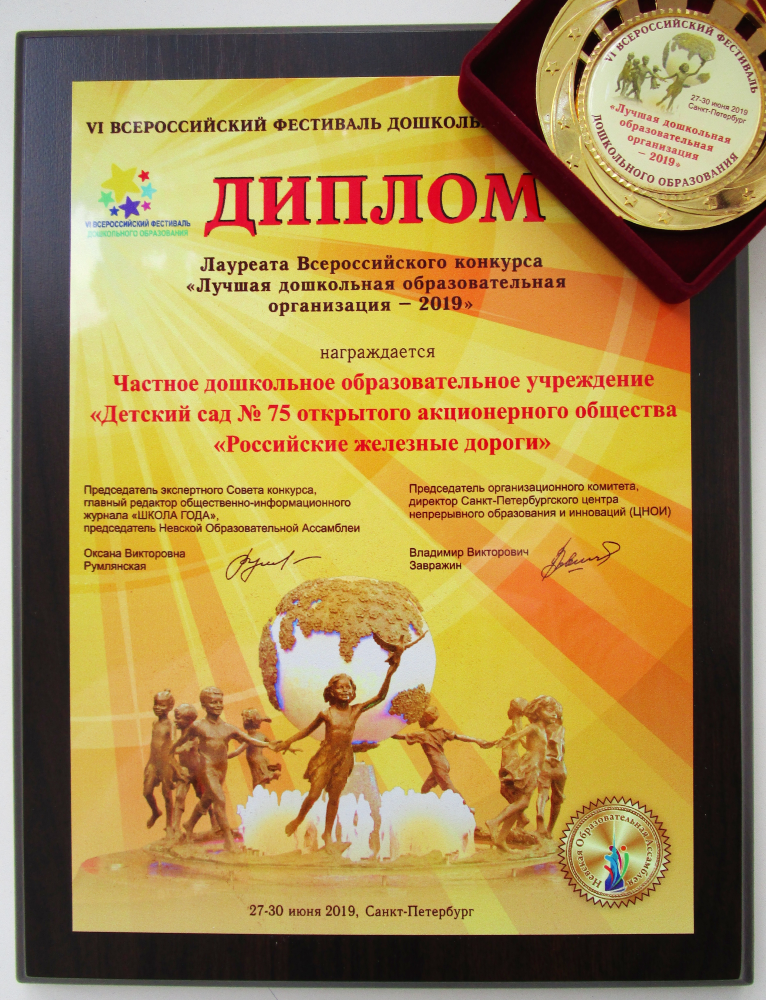 VI ВСЕРОССИЙСКИЙ ФЕСТИВАЛЬ
VI ВСЕРОССИЙСКИЙ ФЕСТИВАЛЬ
ДОШКОЛЬНОГО ОБРАЗОВАНИЯ
ДИПЛОМ
Лауреата Всероссийского конкурса
«Лучшая дошкольная образовательная
организация – 2019»
награждается
Частное дошкольное образовательное учреждение
«Детский сад № 75 открытого акционерного общества
«Российские железные дороги»
Председатель экспертного Совета конкурса,
главный редактор общественно-информационного
журнала «ШКОЛА ГОДА»,
председатель Невской Образовательной Ассамблеи
Оксана Викторовна
Румлянская
Председатель организационного комитета,
директор Санкт-Петербургского центра
непрерывного образования и инноваций (ЦНОИ)
Владимир Викторович
Завражин
Невская Образовательная Ассамблея
27-30 июня 2019, Санкт-Петербург
VI ВСЕРОССИЙСКИЙ ФЕСТИВАЛЬ
27-30 июня 2019
Санкт-Петербург
«Лучшая дошкольная
образовательная
организация
– 2019»
ДОШКОЛЬНОГО ОБРАЗОВАНИЯ